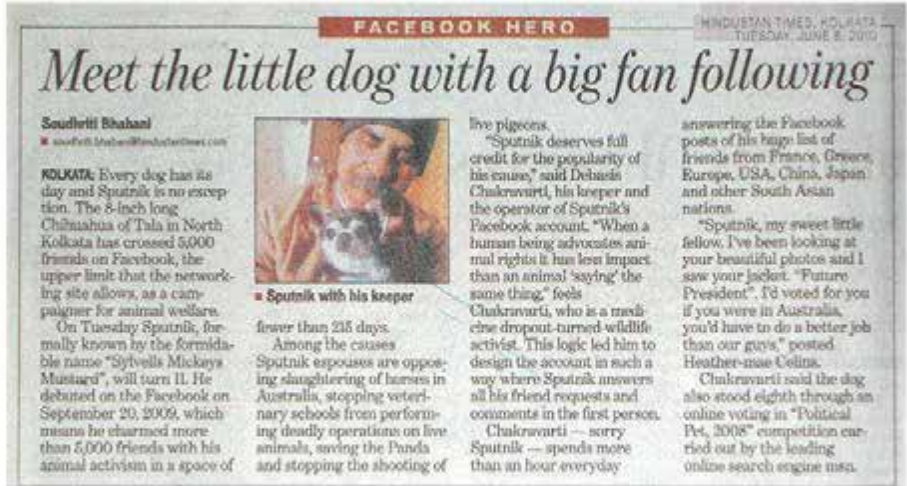 FACEBOOK HERO
HINDUSTAN TIMES, KOLKATA
TUESDAY, JUNE 8, 2010
Meet the little dog with a big fan following
Soudhriti Bhabani
KOLKATA: Every dog has its
day and Sputnik is no excep-
tion. The 8-inch long
Chihuahua of Tala in North
Kolkata has crossed 5,000
friends on Facebook, the
upper limit that the network-
ing site allows, as a cam-
paigner for animal welfare.
On Tuesday Sputnik, for-
mally known by the formida-
ble name "Sylvells Mickeys
Mustard", will turn 11. He
debuted on the Facebook on
September 20, 2009, which
means he charmed more
than 5,000 friends with his
animal activism in a space of
Sputnik with his keeper
fewer than 235 days.
Among the causes
Sputnik espouses are oppos-
ing slaughtering of horses in
Australia, stopping veteri-
nary schools from perform-
ing deadly operations on live
animals, saving the Panda
and stopping the shooting of
live pigeons.
"Sputnik deserves full
credit for the popularity of
his cause," said Debasis
Chakravarti, his keeper and
the operator of Sputnik's
Facebook account. "When a
human being advocates ani-
mal rights it has less impact
than an animal 'saying' the
same thing," feels
Chakravarti, who is a medi-
cine dropout-turned-wildlife
activist. This logic led him to
design the account in such a
way where Sputnik answers
all his friend requests and
comments in the first person.
Chakravarti — sorry
Sputnik — spends more
than an hour everyday
answering the Facebook
posts of his huge list of
friends from France, Greece,
Europe, USA, China, Japan
and other South Asian
nations.
"Sputnik, my sweet little
fellow. I've been looking at
your beautiful photos and I
saw your jacket. "Future
President". I'd voted for you
if you were in Australia,
you'd have to do a better job
than our guys," posted
Heather-mae Celins.
Chakravarti said the dog
also stood eighth through an
online voting in "Political
Pet, 2008" competition car-
ried out by the leading
online search engine msn.